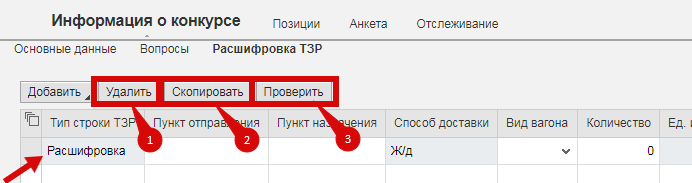 Информация о конкурсе Позиции Анкета Отслеживание
Основные данные Вопросы Расшифровка ТЗР
Добавить Удалить Скопировать Проверить
1 2 3
Тип строки ТЗР Пункт отправления Пункт назначения Способ доставки Вид вагона Количество Ед. и
Расшифровка Ж/д 0